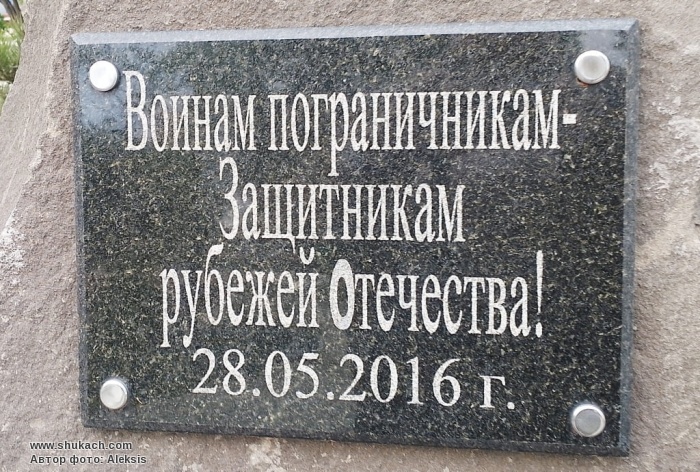 Воинам пограничникам-
Защитникам
рубежей Отечества!
28.05.2016 г.
www.shukach.com
Автор фото: Aleksis